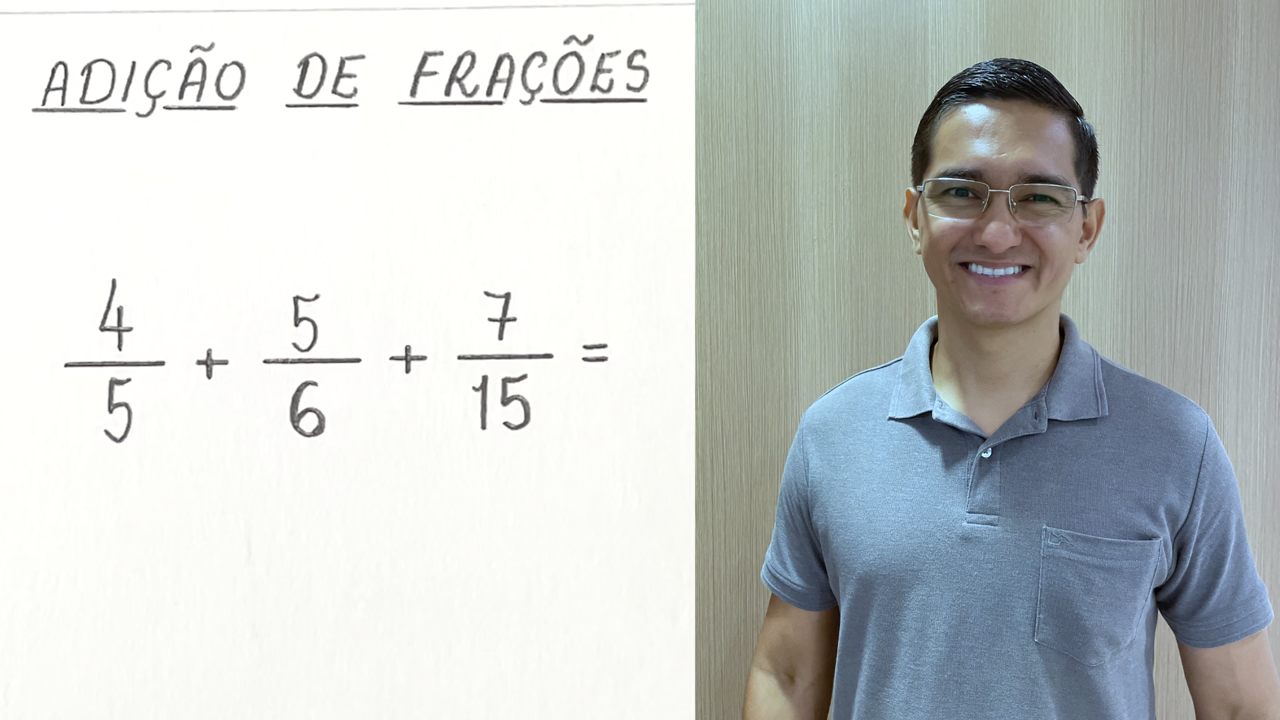 ADIÇÃO DE FRAÇÕES
4/5 + 5/6 + 7/15 =